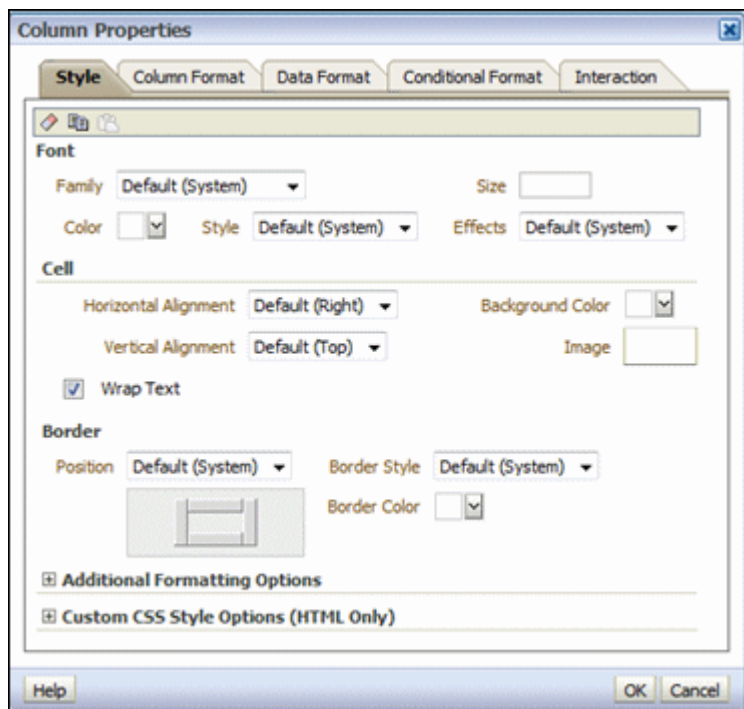 Column Properties
Style Column Format Data Format Conditional Format Interaction
Font
Family Default (System) Size
Color Style Default (System) Effects Default (System)
Cell
Horizontal Alignment Default (Right) Background Color
Vertical Alignment Default (Top) Image
Wrap Text
Border
Position Default (System) Border Style Default (System)
Border Color
Additional Formatting Options
Custom CSS Style Options (HTML Only)
Help OK Cancel